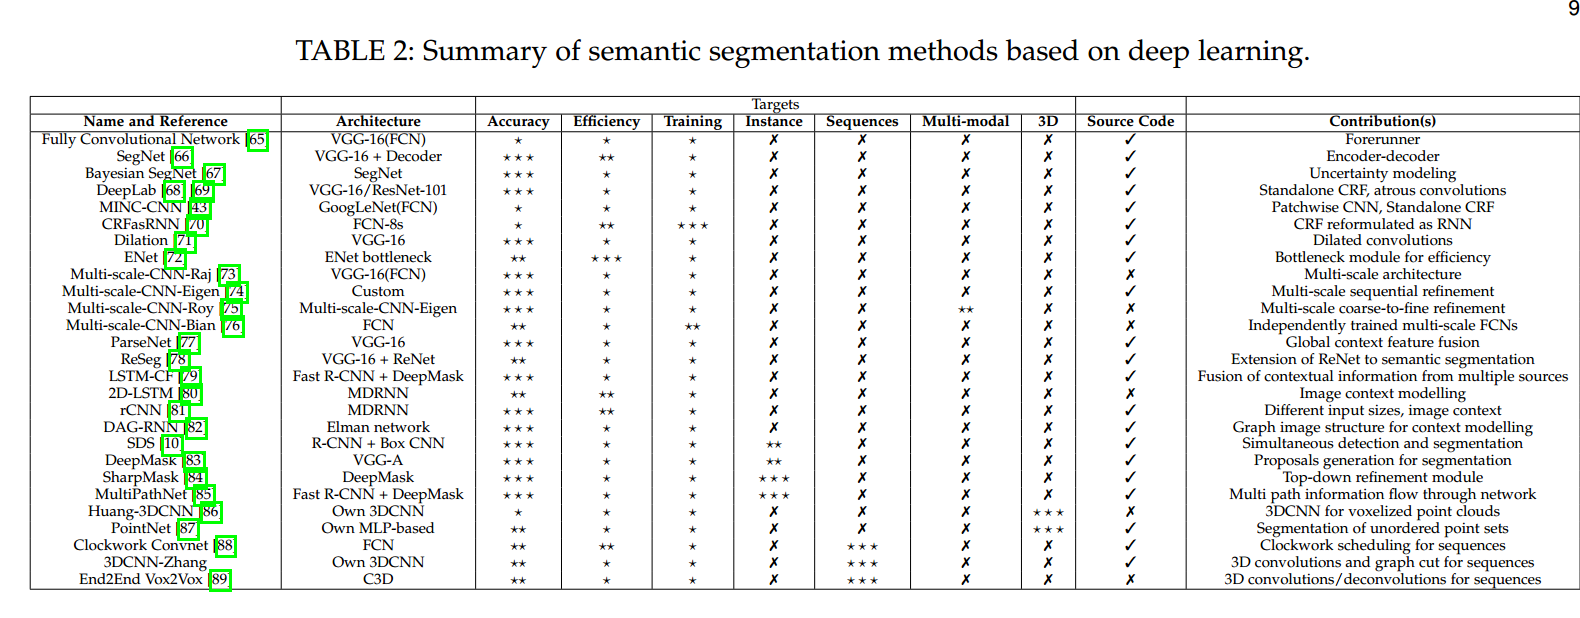 9
TABLE 2: Summary of semantic segmentation methods based on deep learning.
Targets
Name and Reference Architecture Accuracy Efficiency Training Instance Sequences Multi-modal 3D Source Code Contribution(s)
Fully Convolutional Network [65] VGG-16(FCN) ⋆ ⋆ ⋆ ✗ ✗ ✗ ✗ ✓ Forerunner
SegNet [66] VGG-16 + Decoder ⋆⋆⋆ ⋆⋆ ⋆ ✗ ✗ ✗ ✗ ✓ Encoder-decoder
Bayesian SegNet [67] SegNet ⋆⋆⋆ ⋆ ⋆ ✗ ✗ ✗ ✗ ✓ Uncertainty modeling
DeepLab [68] [69] VGG-16/ResNet-101 ⋆⋆⋆ ⋆ ⋆ ✗ ✗ ✗ ✗ ✓ Standalone CRF, atrous convolutions
MINC-CNN [43] GoogLeNet(FCN) ⋆ ⋆ ⋆ ✗ ✗ ✗ ✗ ✓ Patchwise CNN, Standalone CRF
CRFasRNN [70] FCN-8s ⋆ ⋆⋆ ⋆⋆⋆ ✗ ✗ ✗ ✗ ✓ CRF reformulated as RNN
Dilation [71] VGG-16 ⋆⋆⋆ ⋆ ⋆ ✗ ✗ ✗ ✗ ✓ Dilated convolutions
ENet [72] ENet bottleneck ⋆⋆ ⋆⋆⋆ ⋆ ✗ ✗ ✗ ✗ ✓ Bottleneck module for efficiency
Multi-scale-CNN-Raj [73] VGG-16(FCN) ⋆⋆⋆ ⋆ ⋆ ✗ ✗ ✗ ✗ ✗ Multi-scale architecture
Multi-scale-CNN-Eigen [74] Custom ⋆⋆⋆ ⋆ ⋆ ✗ ✗ ✗ ✗ ✓ Multi-scale sequential refinement
Multi-scale-CNN-Roy [75] Multi-scale-CNN-Eigen ⋆⋆⋆ ⋆ ⋆ ✗ ✗ ⋆⋆ ✗ ✗ Multi-scale coarse-to-fine refinement
Multi-scale-CNN-Bian [76] FCN ⋆⋆ ⋆ ⋆⋆ ✗ ✗ ✗ ✗ ✗ Independently trained multi-scale FCNs
ParseNet [77] VGG-16 ⋆⋆⋆ ⋆ ⋆ ✗ ✗ ✗ ✗ ✓ Global context feature fusion
ReSeg [78] VGG-16 + ReNet ⋆⋆ ⋆ ⋆ ✗ ✗ ✗ ✗ ✓ Extension of ReNet to semantic segmentation
LSTM-CF [79] Fast R-CNN + DeepMask ⋆⋆⋆ ⋆ ⋆ ✗ ✗ ✗ ✗ ✓ Fusion of contextual information from multiple sources
2D-LSTM [80] MDRNN ⋆⋆ ⋆⋆ ⋆ ✗ ✗ ✗ ✗ ✗ Image context modelling
rCNN [81] MDRNN ⋆⋆⋆ ⋆⋆ ⋆ ✗ ✗ ✗ ✗ ✓ Different input sizes, image context
DAG-RNN [82] Elman network ⋆⋆⋆ ⋆ ⋆ ✗ ✗ ✗ ✗ ✓ Graph image structure for context modelling
SDS [10] R-CNN + Box CNN ⋆⋆⋆ ⋆ ⋆ ⋆⋆ ✗ ✗ ✗ ✓ Simultaneous detection and segmentation
DeepMask [83] VGG-A ⋆⋆⋆ ⋆ ⋆ ⋆⋆ ✗ ✗ ✗ ✓ Proposals generation for segmentation
SharpMask [84] DeepMask ⋆⋆⋆ ⋆ ⋆ ⋆⋆⋆ ✗ ✗ ✗ ✓ Top-down refinement module
MultiPathNet [85] Fast R-CNN + DeepMask ⋆⋆⋆ ⋆ ⋆ ⋆⋆⋆ ✗ ✗ ✗ ✓ Multi path information flow through network
Huang-3DCNN [86] Own 3DCNN ⋆ ⋆ ⋆ ✗ ✗ ✗ ⋆⋆⋆ ✗ 3DCNN for voxelized point clouds
PointNet [87] Own MLP-based ⋆⋆ ⋆ ⋆ ✗ ✗ ✗ ⋆⋆⋆ ✓ Segmentation of unordered point sets
Clockwork Convnet [88] FCN ⋆⋆ ⋆⋆ ⋆ ✗ ⋆⋆⋆ ✗ ✗ ✓ Clockwork scheduling for sequences
3DCNN-Zhang Own 3DCNN ⋆⋆ ⋆ ⋆ ✗ ⋆⋆⋆ ✗ ✗ ✓ 3D convolutions and graph cut for sequences
End2End Vox2Vox [89] C3D ⋆⋆ ⋆ ⋆ ✗ ⋆⋆⋆ ✗ ✗ ✗ 3D convolutions/deconvolutions for sequences